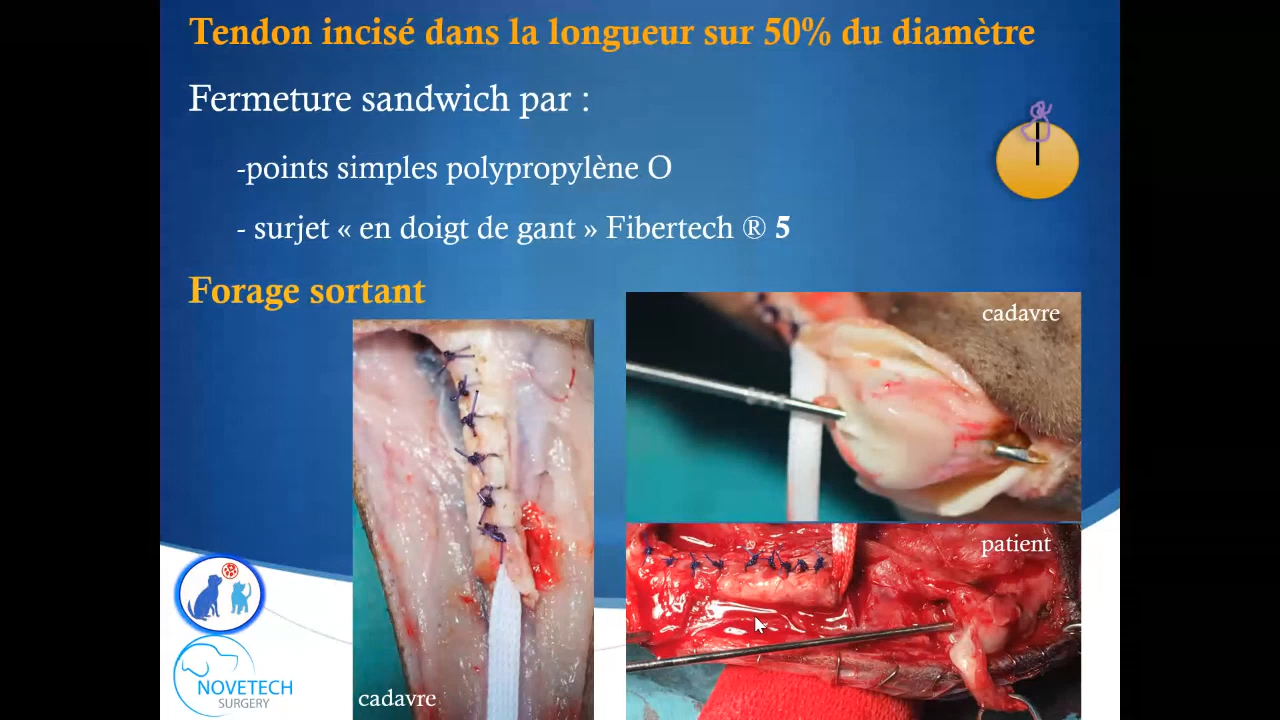 Tendon incisé dans la longueur sur 50% du diamètre
Fermeture sandwich par :
-points simples polypropylène O
- surjet « en doigt de gant » Fibertech ® 5
Forage sortant
cadavre
patient
cadavre
NOVETECH
SURGERY